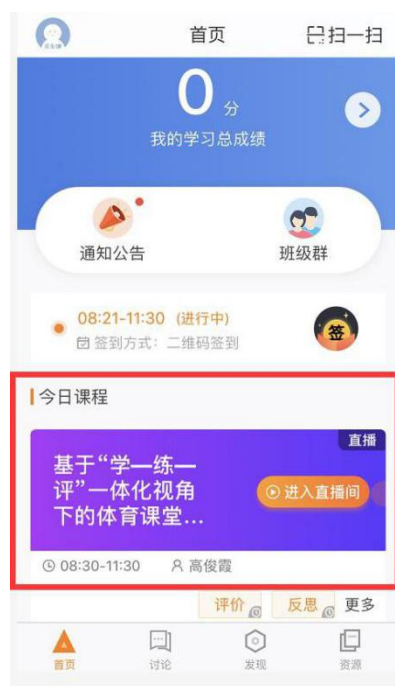 首页
扫一扫
0 分
我的学习总成绩
>
通知公告
班级群
08:21-11:30 (进行中)
签到方式: 二维码签到
签
今日课程
直播
基于“学—练—
评”一体化视角
下的体育课堂...
进入直播间
08:30-11:30 高俊霞
评价 反思 更多
首页 讨论 发现 资源